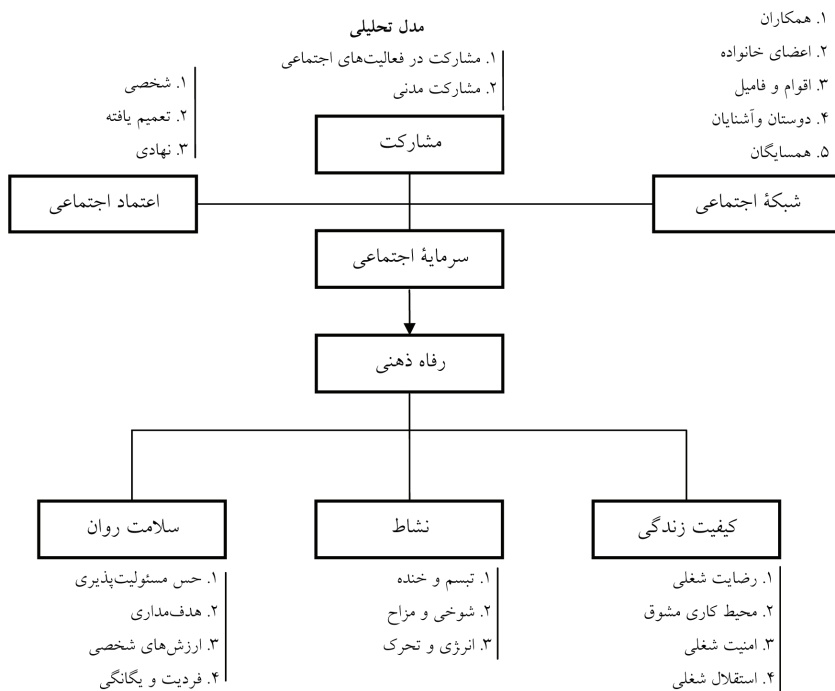 مدل تحلیلی
۱. همکاران
۲. اعضای خانواده
۳. اقوام و فامیل
۴. دوستان وآشنایان
۵. همسایگان
شبکۀ اجتماعی
۱. مشارکت در فعالیت‌های اجتماعی
۲. مشارکت مدنی
مشارکت
۱. شخصی
۲. تعمیم یافته
۳. نهادی
اعتماد اجتماعی
سرمایۀ اجتماعی
رفاه ذهنی
کیفیت زندگی
۱. رضایت شغلی
۲. محیط کاری مشوق
۳. امنیت شغلی
۴. استقلال شغلی
نشاط
۱. تبسم و خنده
۲. شوخی و مزاح
۳. انرژی و تحرک
سلامت روان
۱. حس مسئولیت‌پذیری
۲. هدف‌مداری
۳. ارزش‌های شخصی
۴. فردیت و یگانگی